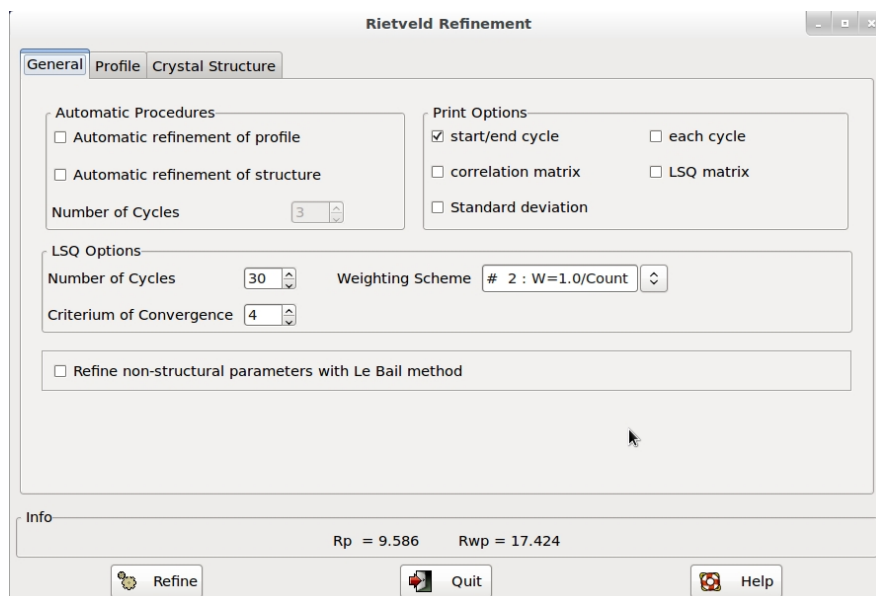 Rietveld Refinement
General Profile Crystal Structure
Automatic Procedures
Automatic refinement of profile
Automatic refinement of structure
Number of Cycles 3
Print Options
start/end cycle each cycle
correlation matrix LSQ matrix
Standard deviation
LSQ Options
Number of Cycles 30 Weighting Scheme # 2 : W=1.0/Count
Criterium of Convergence 4
Refine non-structural parameters with Le Bail method
Info
Rp = 9.586 Rwp = 17.424
Refine Quit Help